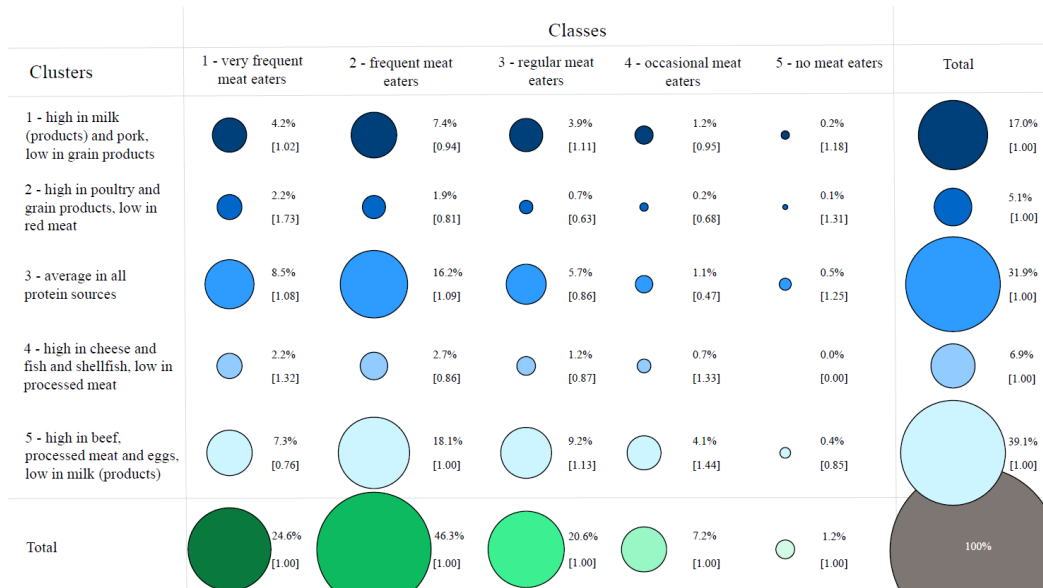 Classes
Clusters
1 - very frequent
meat eaters
2 - frequent meat
eaters
3 - regular meat
eaters
4 - occasional meat
eaters
5 - no meat eaters
Total
1 - high in milk
(products) and pork,
low in grain products
4.2%
[1.02]
7.4%
[0.94]
3.9%
[1.11]
1.2%
[0.95]
0.2%
[1.18]
17.0%
[1.00]
2 - high in poultry and
grain products, low in
red meat
2.2%
[1.73]
1.9%
[0.81]
0.7%
[0.63]
0.2%
[0.68]
0.1%
[1.31]
5.1%
[1.00]
3 - average in all
protein sources
8.5%
[1.08]
16.2%
[1.09]
5.7%
[0.86]
1.1%
[0.47]
0.5%
[1.25]
31.9%
[1.00]
4 - high in cheese and
fish and shellfish, low in
processed meat
2.2%
[1.32]
2.7%
[0.86]
1.2%
[0.87]
0.7%
[1.33]
0.0%
[0.00]
6.9%
[1.00]
5 - high in beef,
processed meat and eggs,
low in milk (products)
7.3%
[0.76]
18.1%
[1.00]
9.2%
[1.13]
4.1%
[1.44]
0.4%
[0.85]
39.1%
[1.00]
Total
24.6%
[1.00]
46.3%
[1.00]
20.6%
[1.00]
7.2%
[1.00]
1.2%
[1.00]
100%